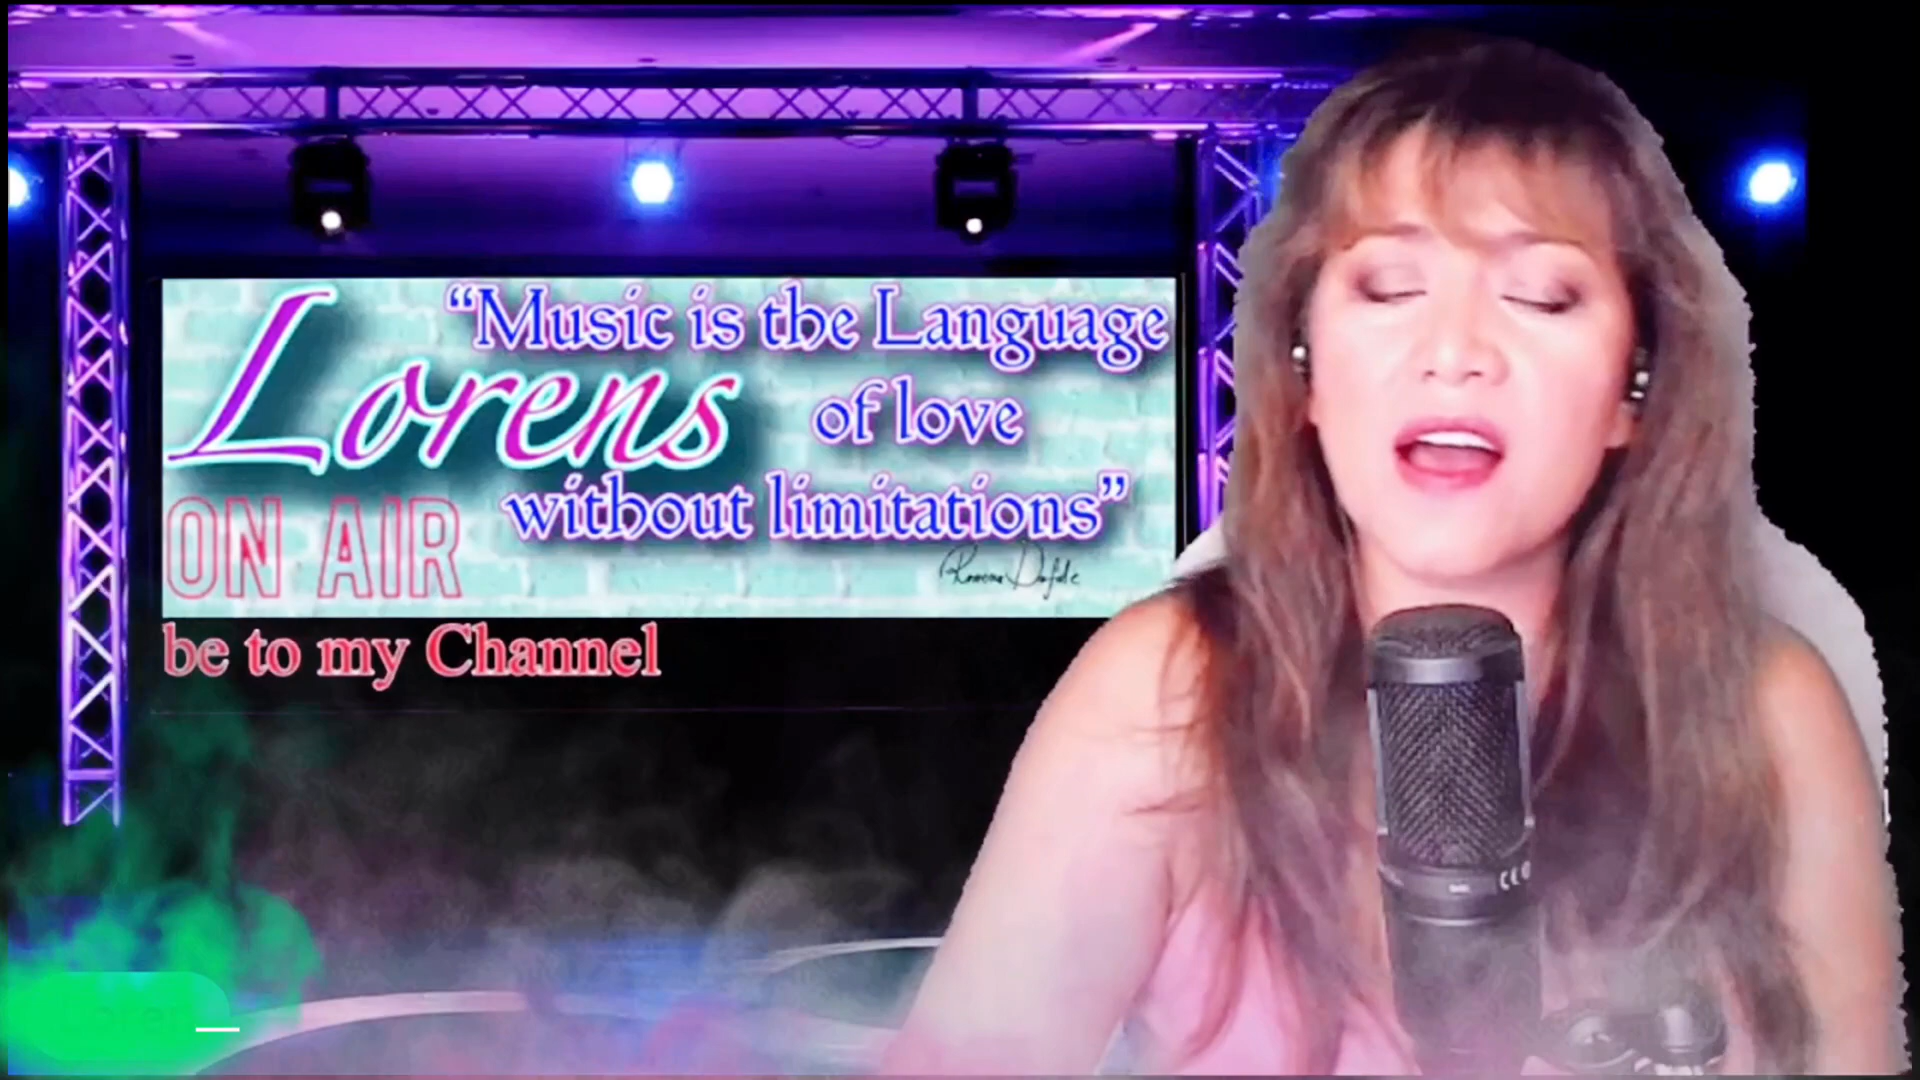 “Music is the Language
Lorens
of love
without limitations”
ON AIR
be to my Channel